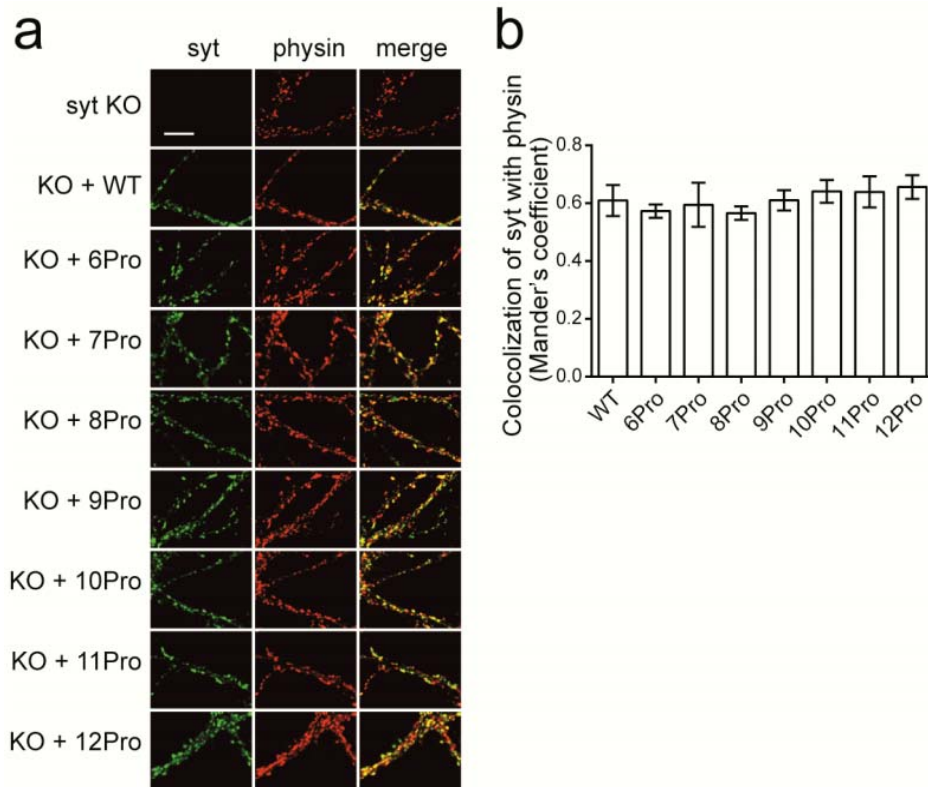 a
syt physin merge
syt KO
KO + WT
KO + 6Pro
KO + 7Pro
KO + 8Pro
KO + 9Pro
KO + 10Pro
KO + 11Pro
KO + 12Pro
b
Colocolization of syt with physin
(Mander's coefficient)
0.8
0.6
0.4
0.2
0.0
WT 6Pro 7Pro 8Pro 9Pro 10Pro 11Pro 12Pro